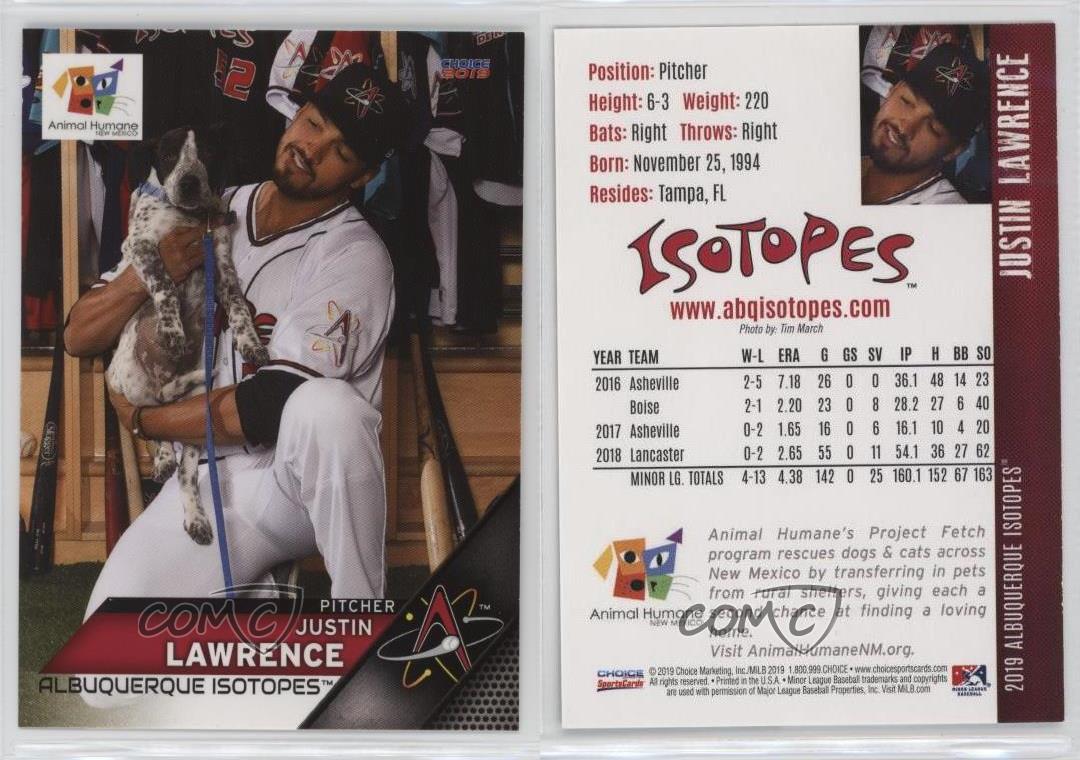 Animal Humane
NEW MEXICO
CHOICE
2019
COMC
PITCHER
JUSTIN
LAWRENCE
ALBUQUERQUE ISOTOPES™
Position: Pitcher
Height: 6-3 Weight: 220
Bats: Right Throws: Right
Born: November 25, 1994
Resides: Tampa, FL
ISOTOPES™
www.abqisotopes.com
Photo by: Tim March
YEAR TEAM W-L ERA G GS SV IP H BB SO
2016 Asheville 2-5 7.18 26 0 0 36.1 48 14 23
Boise 2-1 2.20 23 0 8 28.2 27 6 40
2017 Asheville 0-2 1.65 16 0 6 16.1 10 4 20
2018 Lancaster 0-2 2.65 55 0 11 54.1 36 27 62
MINOR LG. TOTALS 4-13 4.38 142 0 25 160.1 152 67 163
Animal Humane's Project Fetch
program rescues dogs & cats across
New Mexico by transferring in pets
from rural shelters, giving each a
second chance at finding a loving
home.
Visit AnimalHumaneNM.org.
Animal Humane
NEW MEXICO
COMC
CHOICE
SportsCards™
© 2019 Choice Marketing, Inc./MiLB 2019 1.800.999.CHOICE • www.choicesportscards.com
All rights reserved. • Printed in the U.S.A. • Minor League Baseball trademarks and copyrights
are used with permission of Major League Baseball Properties, Inc. Visit MiLB.com.
MINOR LEAGUE
BASEBALL
JUSTIN LAWRENCE
2019 ALBUQUERQUE ISOTOPES™